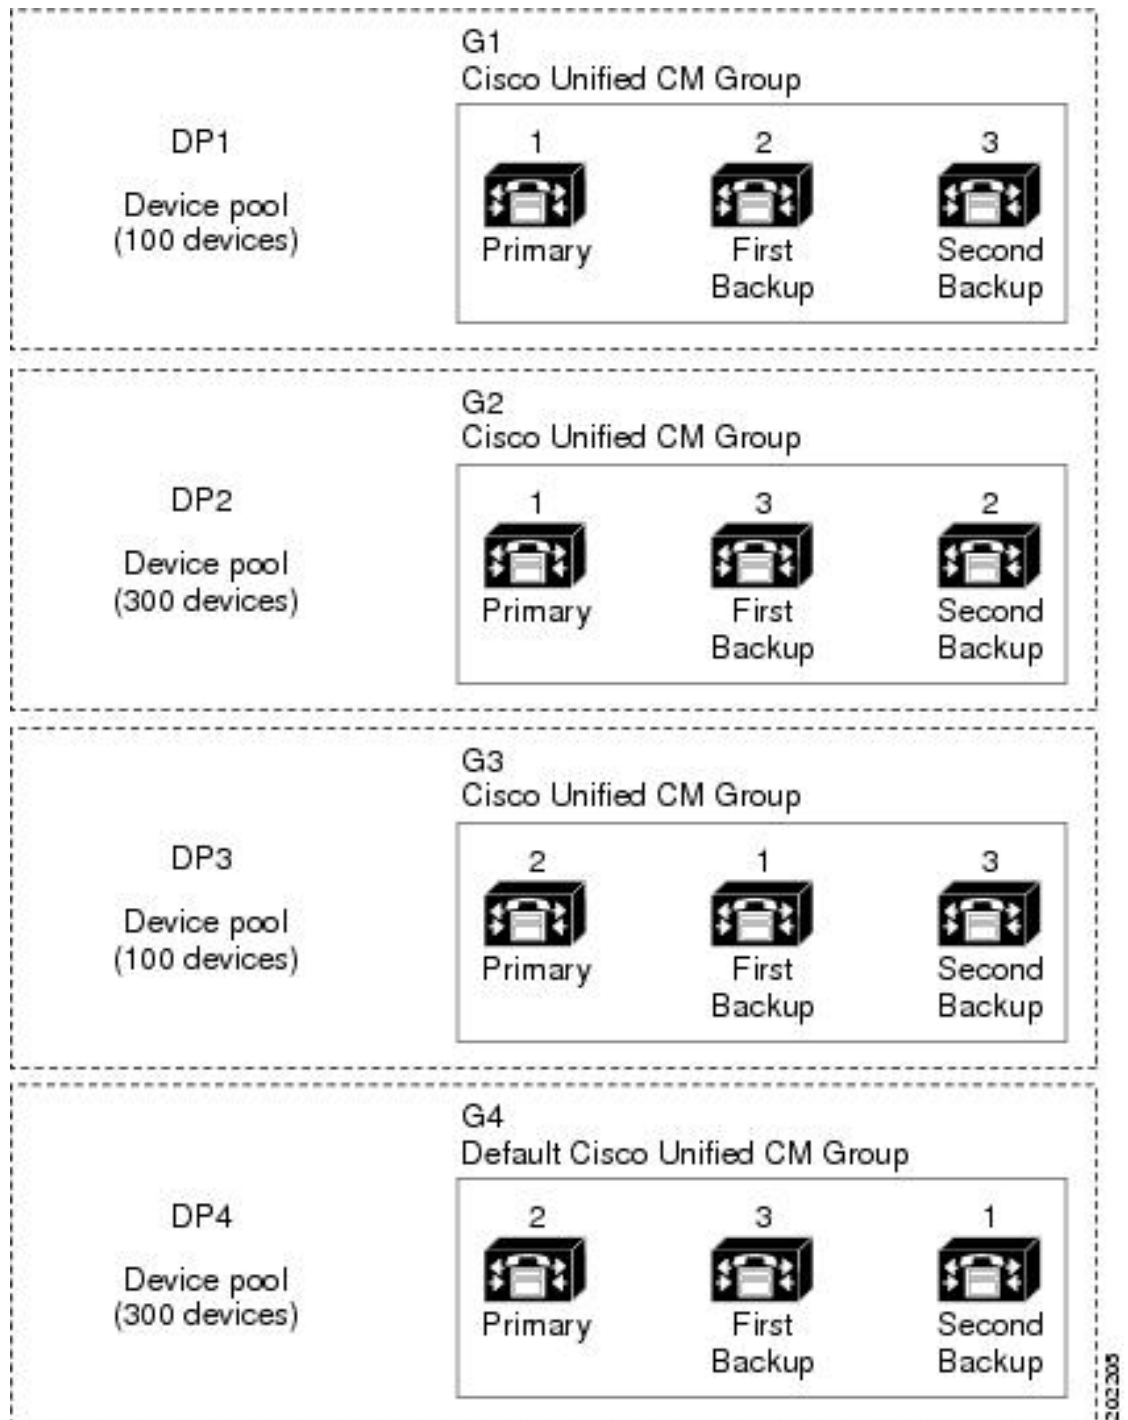 G1
Cisco Unified CM Group
DP1
Device pool
(100 devices)
1 2 3
Primary First Second
Backup Backup
G2
Cisco Unified CM Group
DP2
Device pool
(300 devices)
1 3 2
Primary First Second
Backup Backup
G3
Cisco Unified CM Group
DP3
Device pool
(100 devices)
2 1 3
Primary First Second
Backup Backup
G4
Default Cisco Unified CM Group
DP4
Device pool
(300 devices)
2 3 1
Primary First Second
Backup Backup
202205